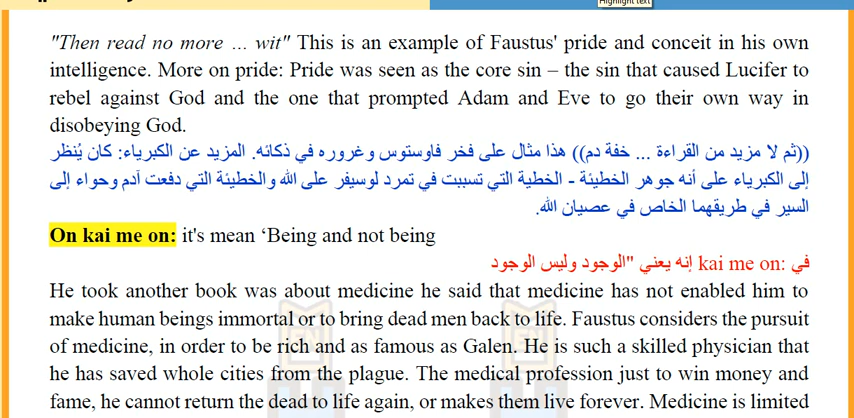 Highlight text
"Then read no more ... wit" This is an example of Faustus' pride and conceit in his own
intelligence. More on pride: Pride was seen as the core sin – the sin that caused Lucifer to
rebel against God and the one that prompted Adam and Eve to go their own way in
disobeying God.
((ثم لا مزيد من القراءة ... خفة دم)) هذا مثال على فخر فاوستوس وغروره في ذكائه. المزيد عن الكبرياء: كان يُنظر
إلى الكبرياء على أنه جوهر الخطيئة - الخطية التي تسببت في تمرد لوسيفر على الله والخطيئة التي دفعت آدم وحواء إلى
السير في طريقهما الخاص في عصيان الله.
On kai me on: it's mean ‘Being and not being
في :kai me on إنه يعني "الوجود وليس الوجود
He took another book was about medicine he said that medicine has not enabled him to
make human beings immortal or to bring dead men back to life. Faustus considers the pursuit
of medicine, in order to be rich and as famous as Galen. He is such a skilled physician that
he has saved whole cities from the plague. The medical profession just to win money and
fame, he cannot return the dead to life again, or makes them live forever. Medicine is limited